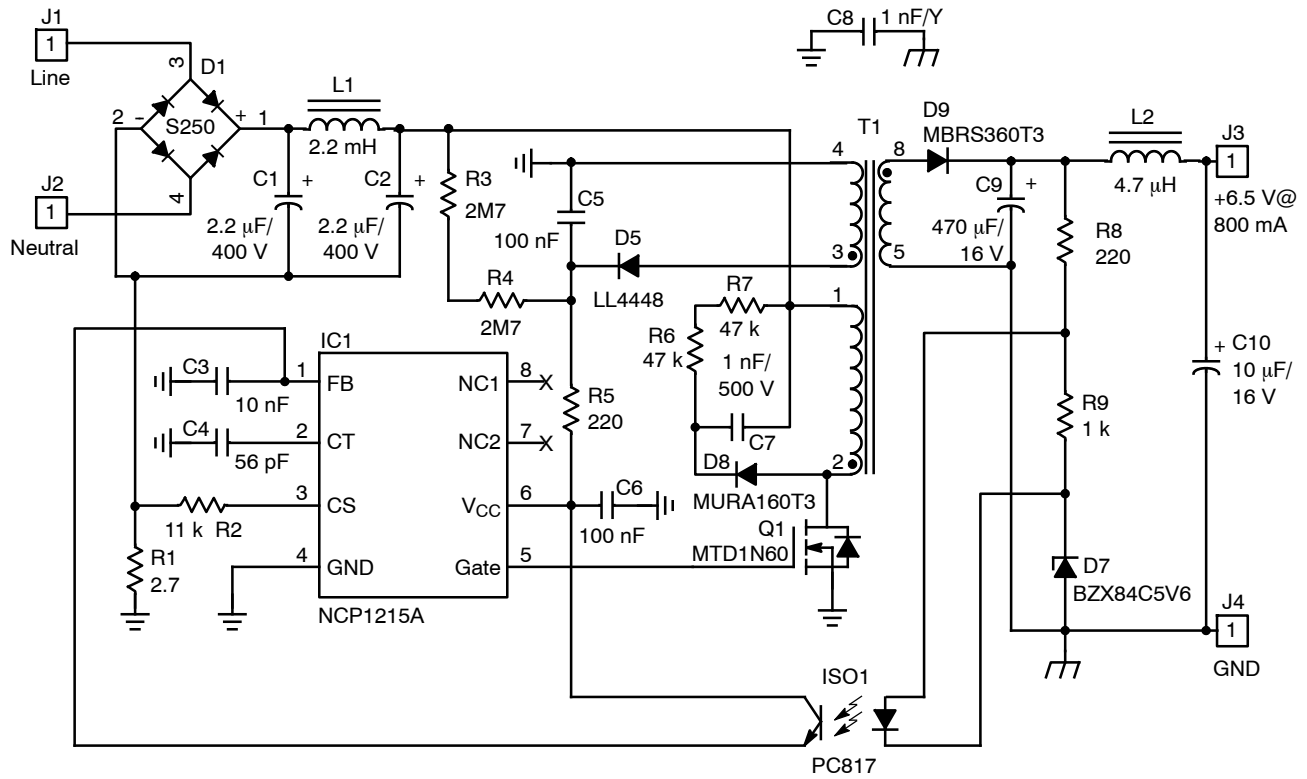 J1
1
Line
3
D1
2
−
S250
+
1
4
J2
1
Neutral
L1
2.2 mH
C1
+
2.2 μF/
400 V
C2
+
2.2 μF/
400 V
R3
2M7
R4
2M7
C5
100 nF
D5
LL4448
C8
1 nF/Y
T1
4
3
8
5
1
2
D9
MBRS360T3
C9
+
470 μF/
16 V
L2
4.7 μH
J3
1
+6.5 V@
800 mA
R8
220
R7
47 k
R6
47 k
1 nF/
500 V
C7
D8
MURA160T3
IC1
C3
10 nF
1
FB
C4
56 pF
2
CT
11 k
R2
3
CS
4
GND
R1
2.7
NC1
8
X
NC2
7
X
VCC
6
Gate
5
NCP1215A
R5
220
C6
100 nF
Q1
MTD1N60
R9
1 k
+
C10
10 μF/
16 V
D7
BZX84C5V6
J4
1
GND
ISO1
PC817